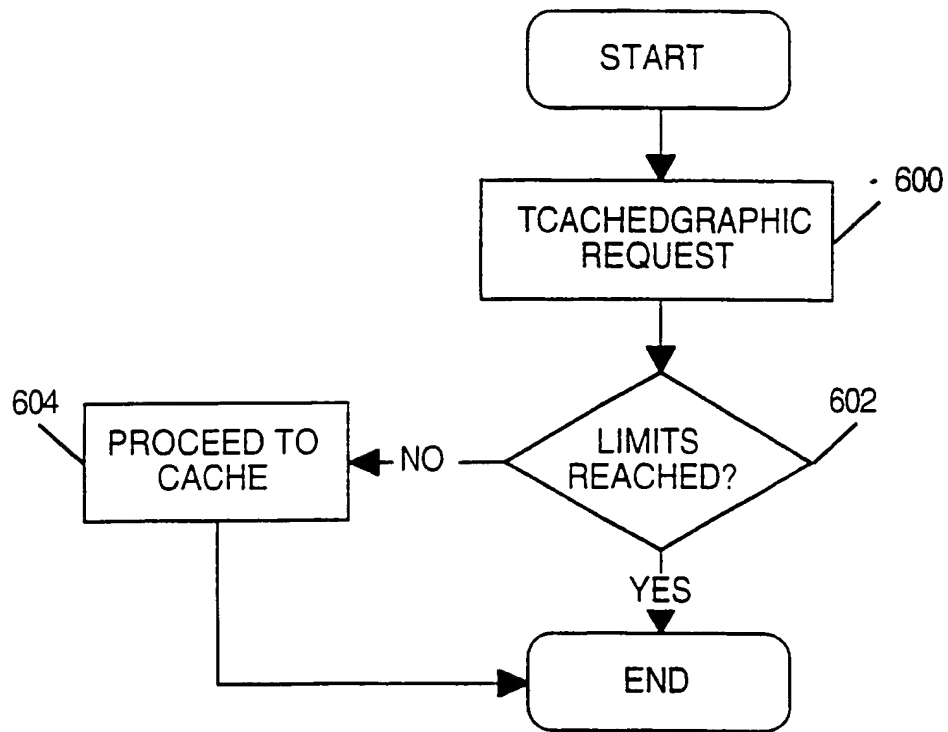 START
600
TCACHEDGRAPHIC
REQUEST
602
LIMITS
REACHED?
NO
604
PROCEED TO
CACHE
YES
END